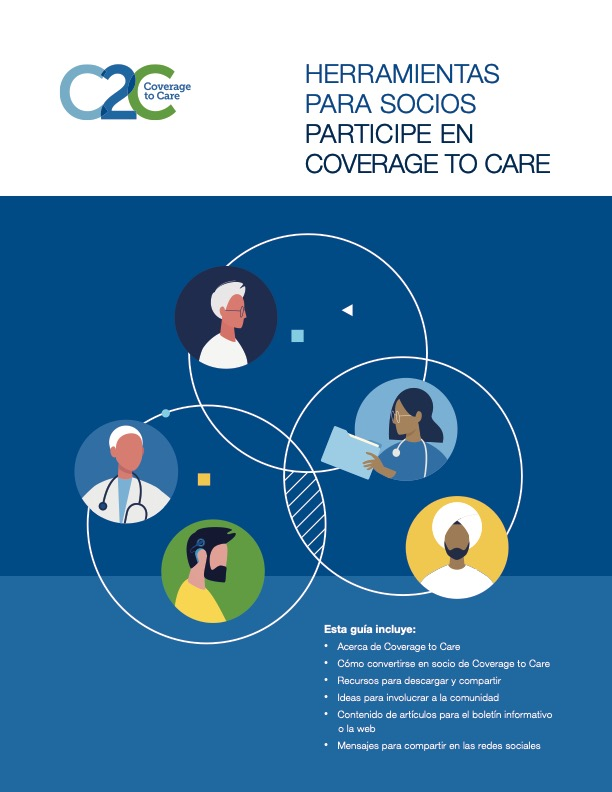 C2C
Coverage
to Care
HERRAMIENTAS
PARA SOCIOS
PARTICIPE EN
COVERAGE TO CARE
Esta guía incluye:
• Acerca de Coverage to Care
• Cómo convertirse en socio de Coverage to Care
• Recursos para descargar y compartir
• Ideas para involucrar a la comunidad
• Contenido de artículos para el boletín informativo
o la web
• Mensajes para compartir en las redes sociales